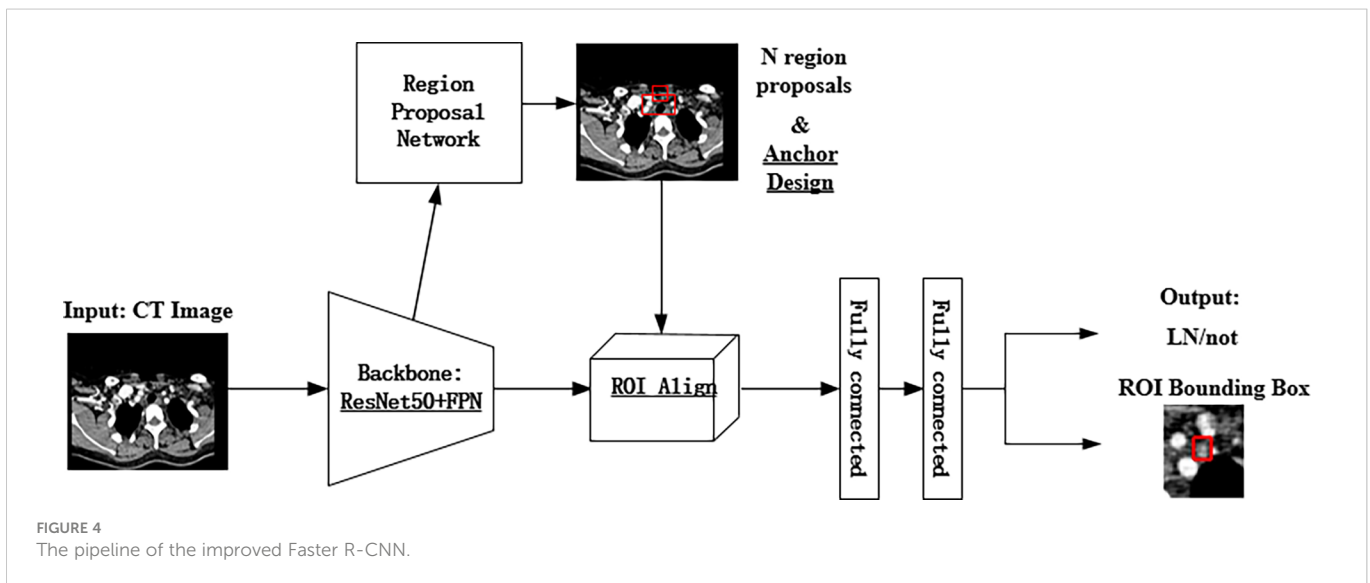 Region
Proposal
Network
N region
proposals
&
Anchor
Design
Input: CT Image
Backbone:
ResNet50+FPN
ROI Align
Fully connected
Fully connected
Output:
LN/not
ROI Bounding Box
FIGURE 4
The pipeline of the improved Faster R-CNN.